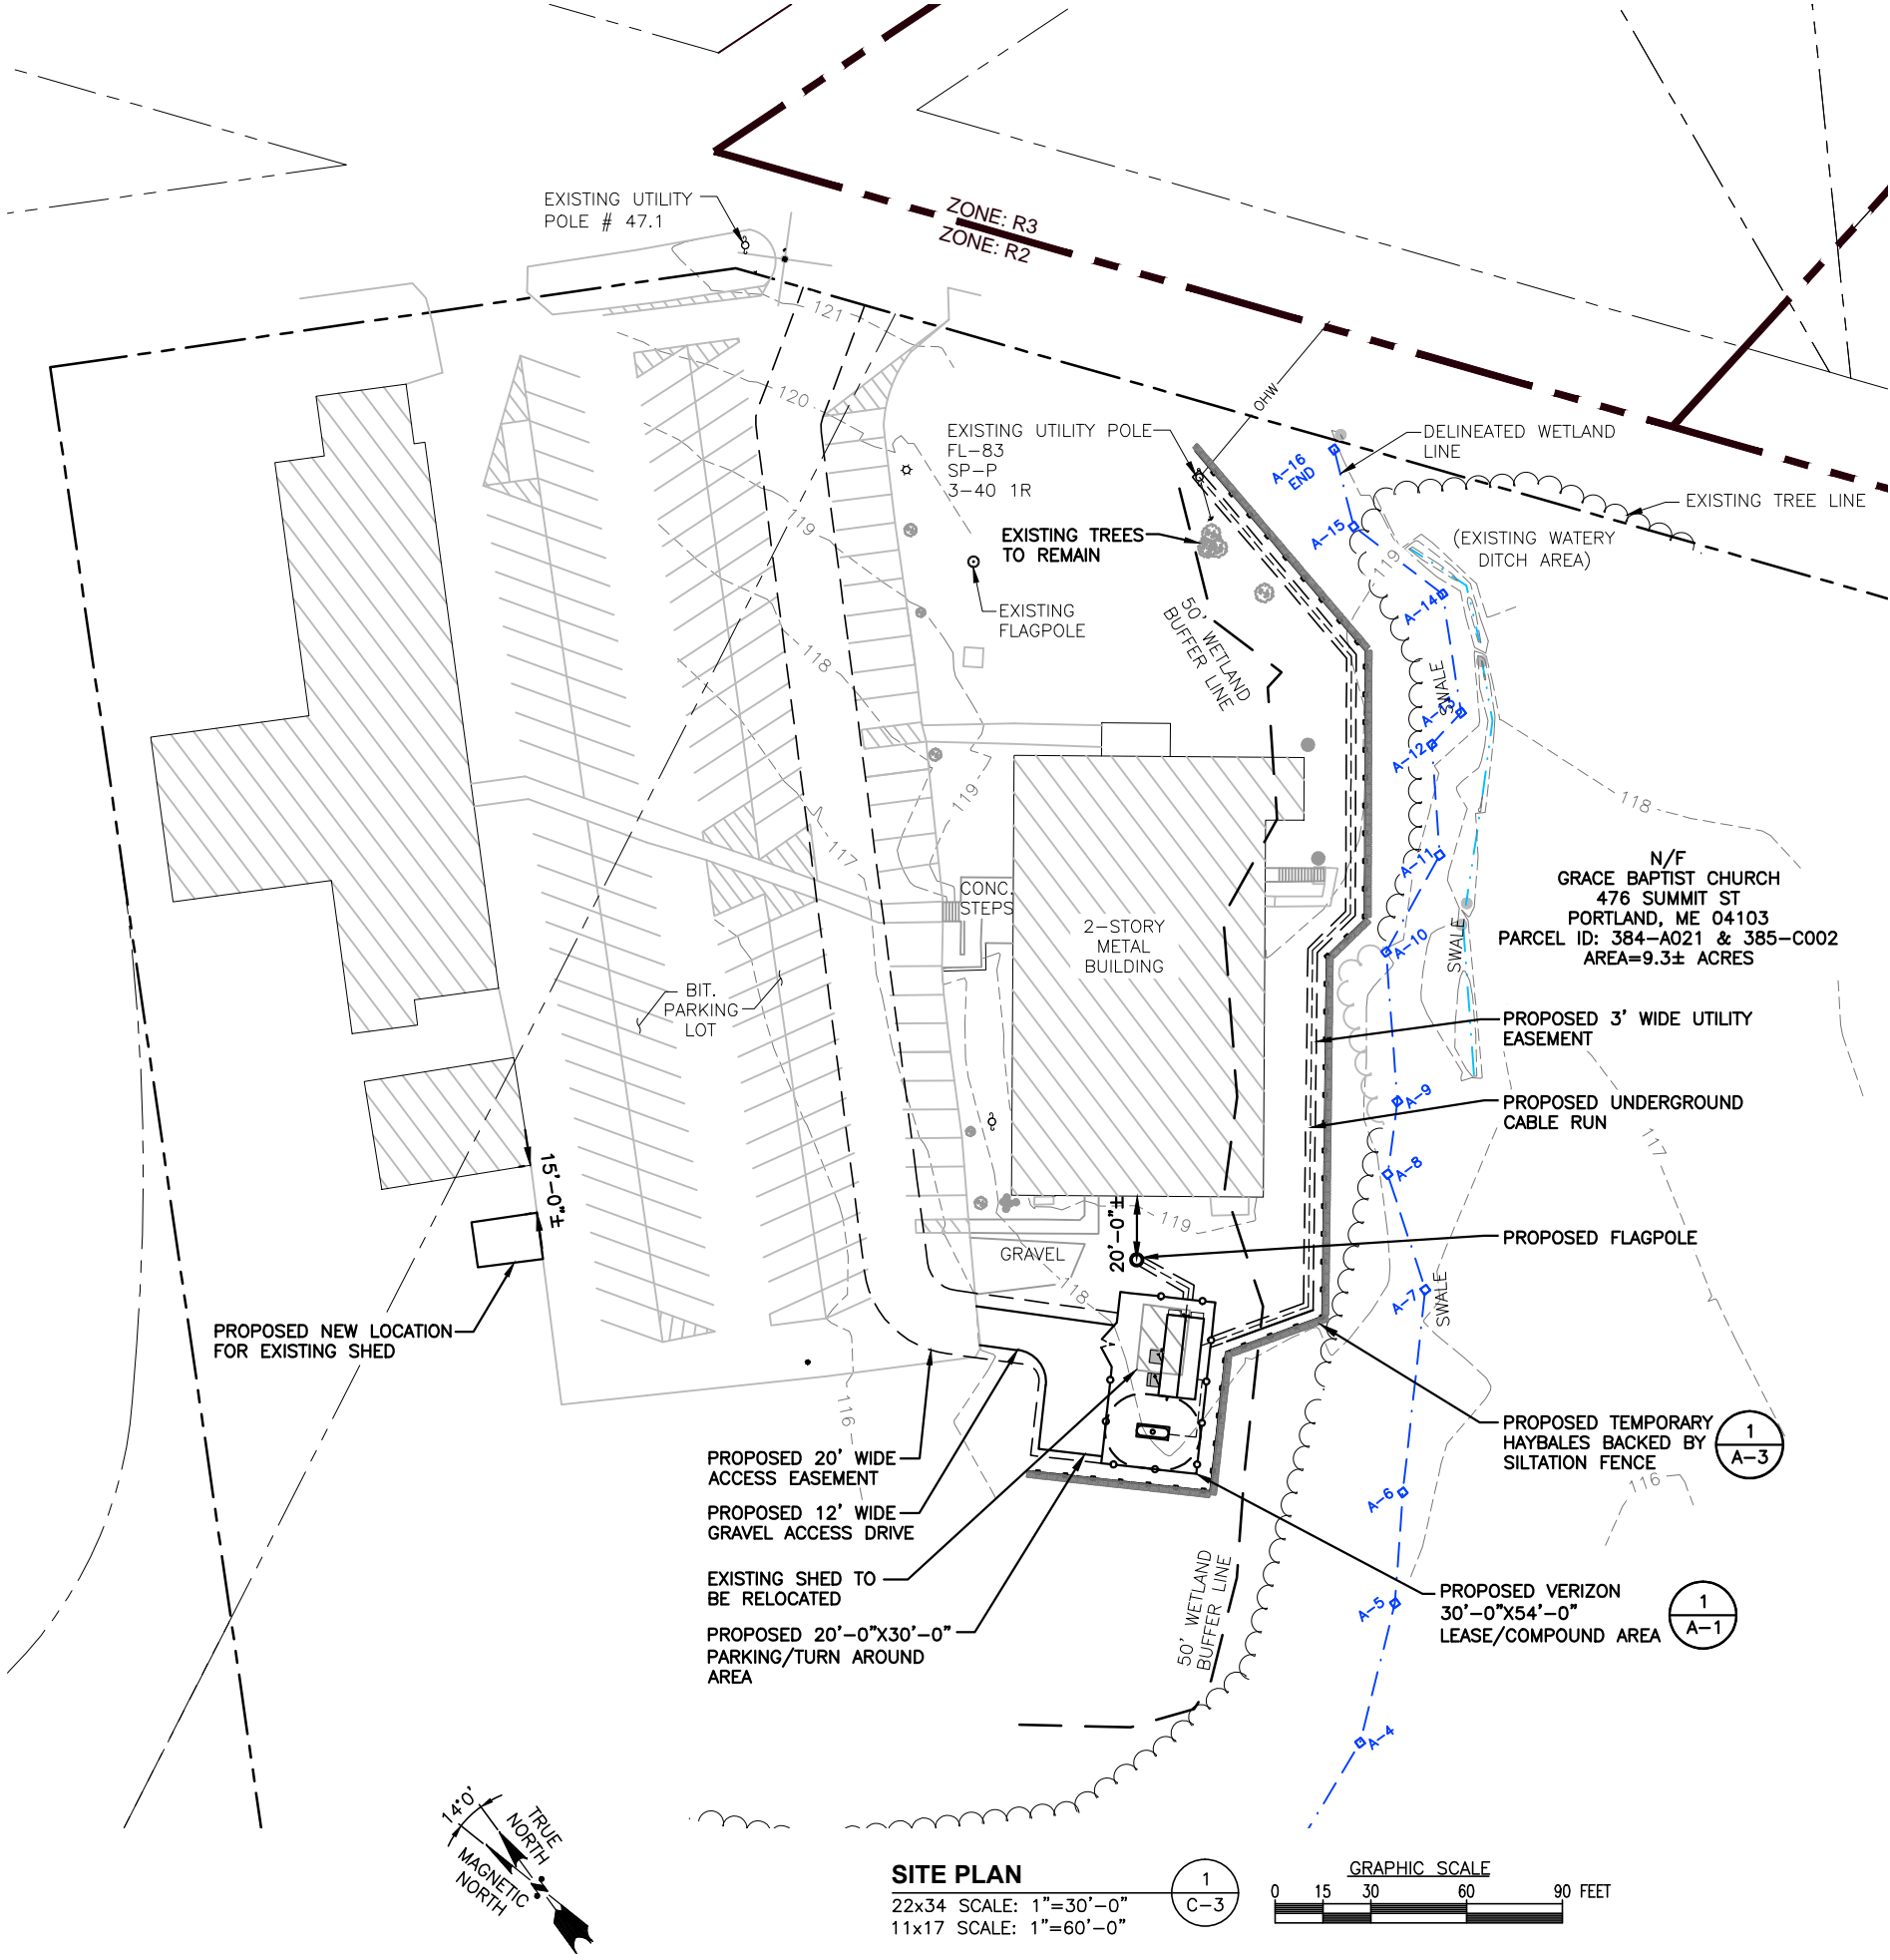 EXISTING UTILITY
POLE # 47.1
ZONE: R3
ZONE: R2
121
120
119
118
117
116
OHW
EXISTING UTILITY POLE
FL-83
SP-P
3-40 1R
EXISTING TREES
TO REMAIN
EXISTING
FLAGPOLE
A-16
END
DELINEATED WETLAND
LINE
EXISTING TREE LINE
(EXISTING WATERY
DITCH AREA)
A-15
119
A-14
50' WETLAND
BUFFER LINE
SWALE
A-13
A-12
118
119
A-11
N/F
GRACE BAPTIST CHURCH
476 SUMMIT ST
PORTLAND, ME 04103
PARCEL ID: 384-A021 & 385-C002
AREA=9.3± ACRES
CONC.
STEPS
2-STORY
METAL
BUILDING
A-10
SWALE
BIT.
PARKING
LOT
PROPOSED 3' WIDE UTILITY
EASEMENT
A-9
PROPOSED UNDERGROUND
CABLE RUN
117
A-8
15'-0"±
20'-0"±
119
GRAVEL
118
PROPOSED FLAGPOLE
A-7
SWALE
PROPOSED NEW LOCATION
FOR EXISTING SHED
PROPOSED TEMPORARY
HAYBALES BACKED BY
SILTATION FENCE
1
A-3
116
PROPOSED 20' WIDE
ACCESS EASEMENT
A-6
PROPOSED 12' WIDE
GRAVEL ACCESS DRIVE
EXISTING SHED TO
BE RELOCATED
PROPOSED 20'-0"X30'-0"
PARKING/TURN AROUND
AREA
50' WETLAND
BUFFER LINE
A-5
PROPOSED VERIZON
30'-0"X54'-0"
LEASE/COMPOUND AREA
1
A-1
A-4
14°0'
TRUE
NORTH
MAGNETIC
NORTH
N
SITE PLAN
22x34 SCALE: 1"=30'-0"
11x17 SCALE: 1"=60'-0"
1
C-3
GRAPHIC SCALE
0 15 30 60 90 FEET